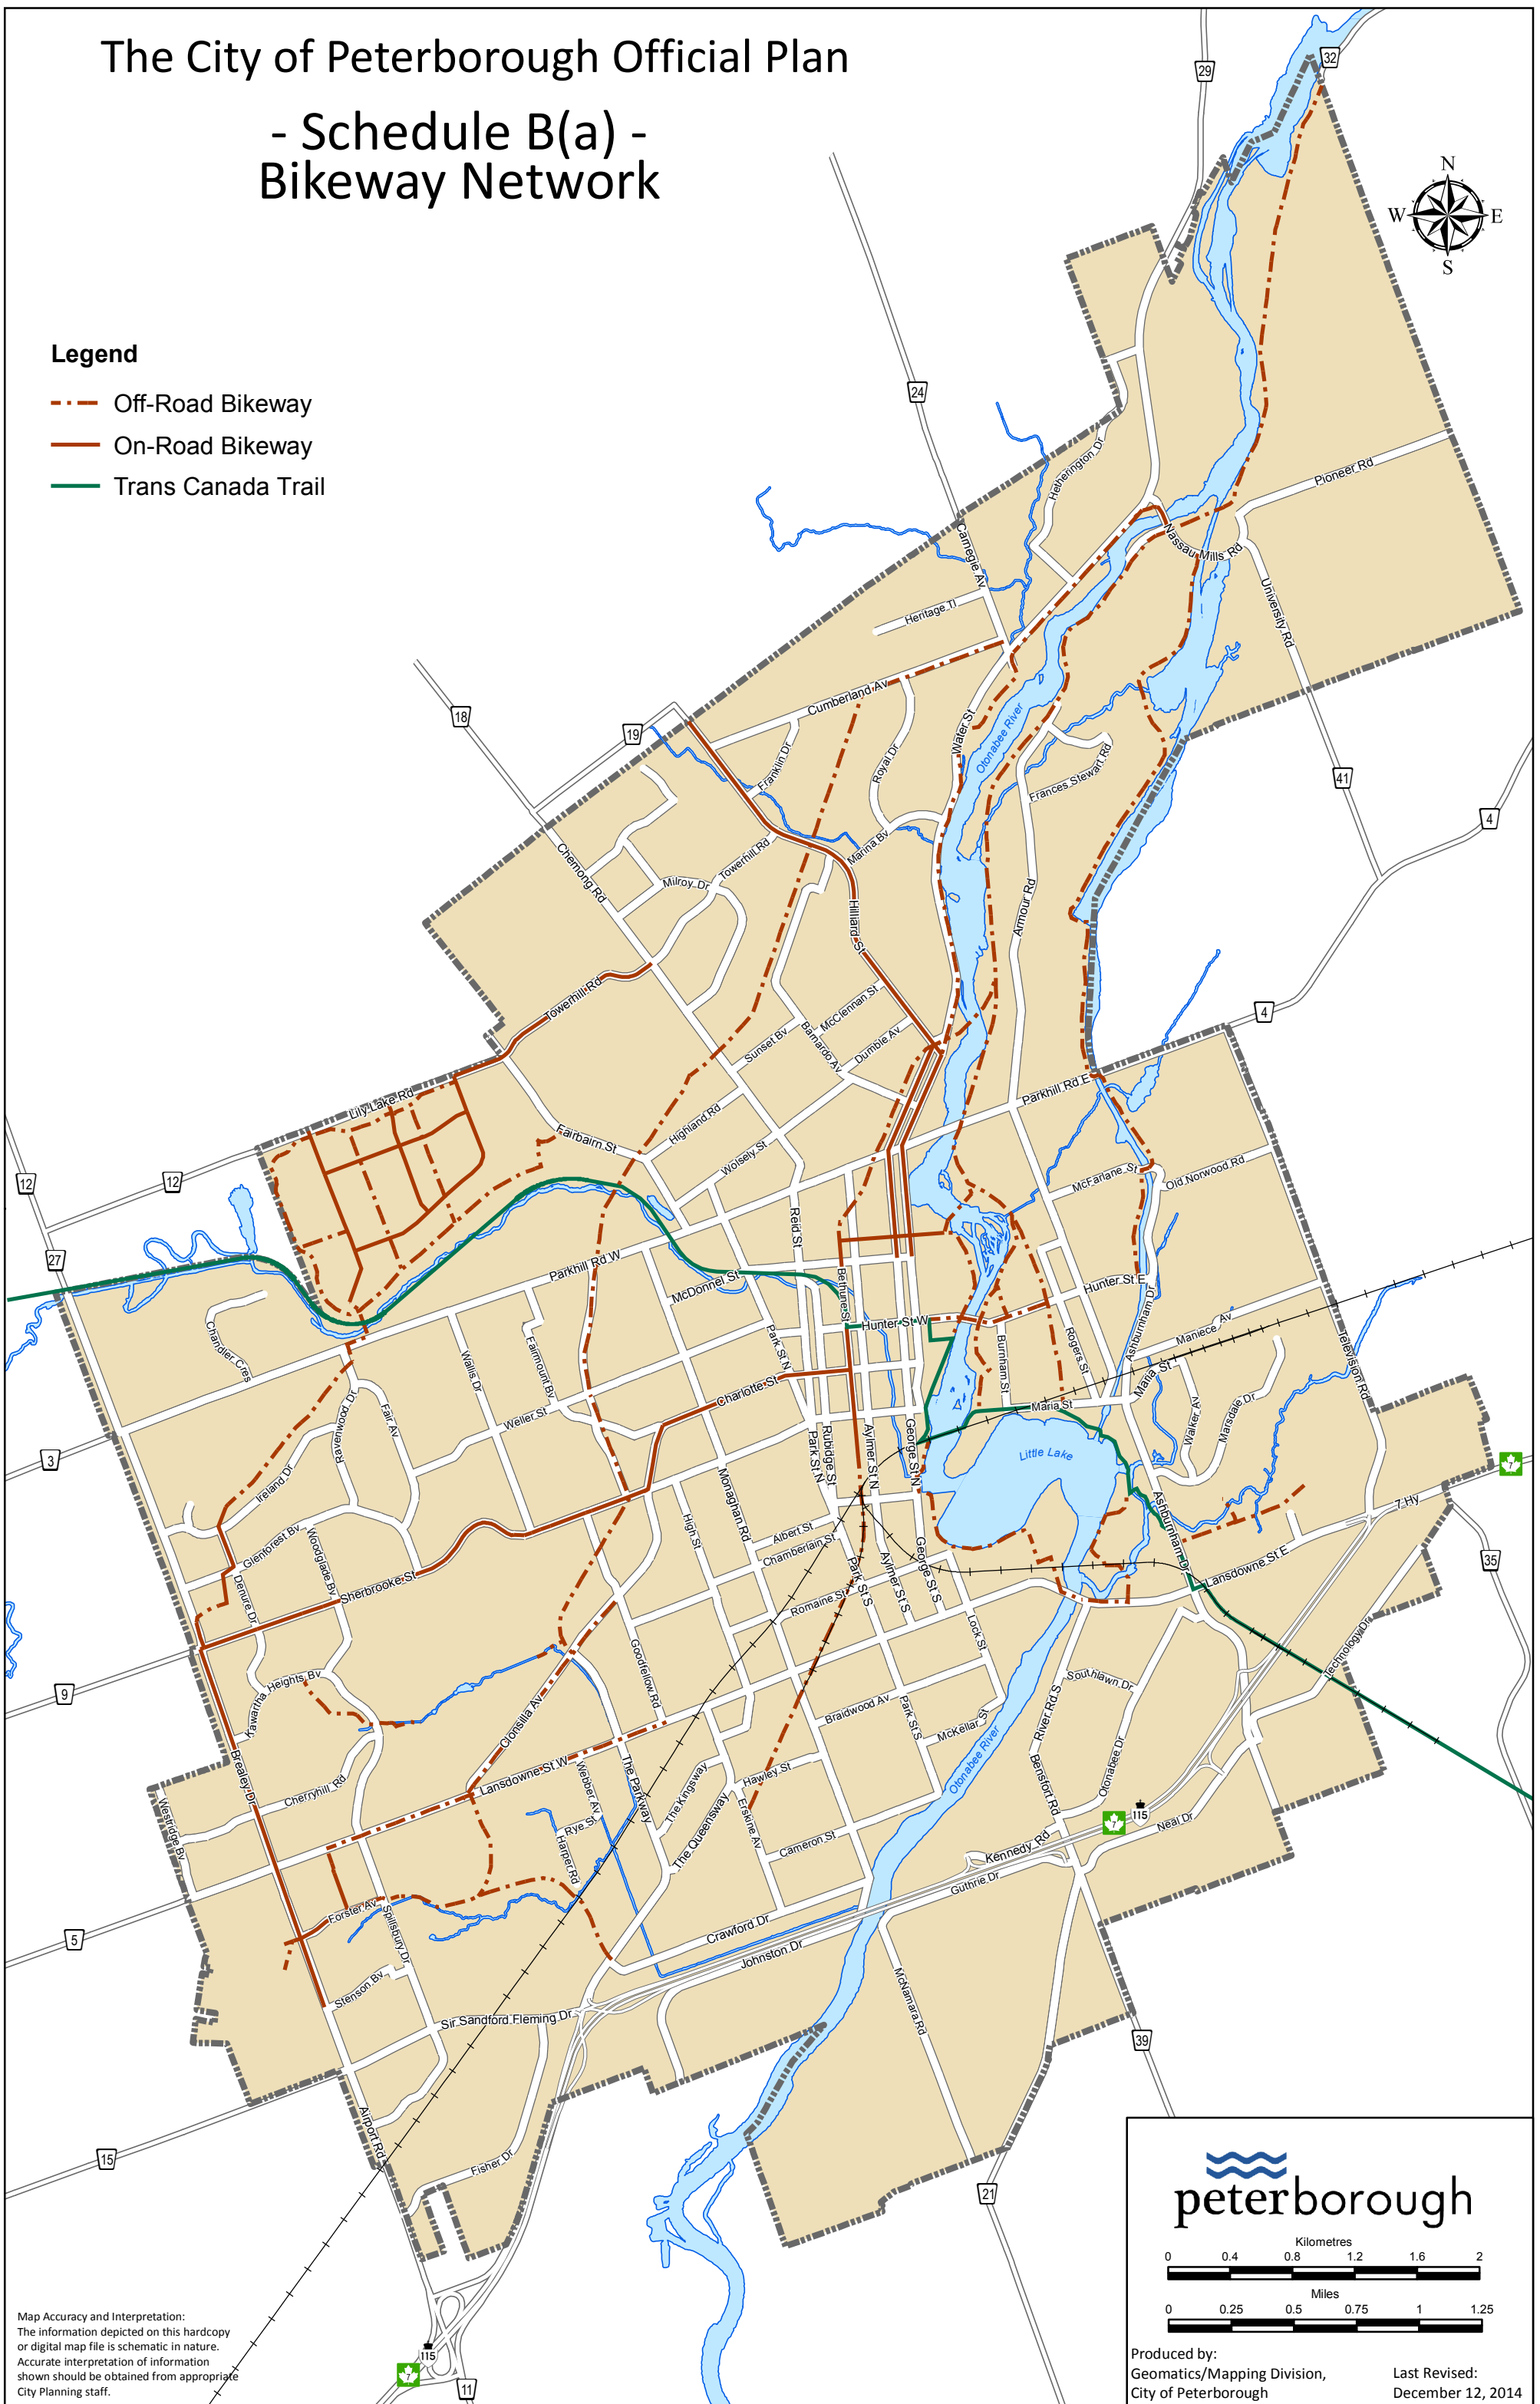 The City of Peterborough Official Plan
- Schedule B(a) -
Bikeway Network
Legend
Off-Road Bikeway
On-Road Bikeway
Trans Canada Trail
N
W
E
S
29
32
24
18
19
41
4
4
12
12
27
3
9
5
15
35
39
21
11
7
7
7
115
115
Hetherington Dr
Pioneer Rd
Carnegie Av
Nassau Mills Rd
University Rd
Heritage Tl
Cumberland Av
Water St
Otonabee River
Franklin Dr
Royal Dr
Frances Stewart Rd
Chemong Rd
Towerhill Rd
Marina Bv
Milroy Dr
Hilliard St
Armour Rd
Towerhill Rd
McClennan St
Sunset Bv
Barnardo Av
Dumble Av
Parkhill Rd E
Lily Lake Rd
Highland Rd
Fairbairn St
Wolsely St
McFarlane St
Old Norwood Rd
Reid St
Parkhill Rd W
McDonnel St
Bethune St
Hunter St E
Hunter St W
Ashburnham Dr
Maniece Av
Chandler Cres
Wallis Dr
Fairmount Bv
Park St N
Burnham St
Rogers St
Maria St
Television Rd
Charlotte St
Ravenwood Dr
Fair Av
Weller St
Maria St
Walker Av
Marsdale Dr
Rubidge St
Park St N
Aylmer St N
George St N
Little Lake
Ireland Dr
Monaghan Rd
Ashburnham Dr
7 Hy
Glenforest Bv
Woodglade Bv
High St
Albert St
Chamberlain St
George St S
Denure Dr
Sherbrooke St
Park St S
Aylmer St S
Lansdowne St E
Romaine St
Lock St
Goodfellow Rd
Technology Dr
Kawartha Heights Bv
Southlawn Dr
Clonsilla Av
Braidwood Av
Park St S
McKellar St
River Rd S
Otonabee River
Brealey Dr
Lansdowne St W
The Parkway
Otonabee Dr
Bensfort Rd
Cherryhill Rd
Webber Av
The Kingsway
Hawley St
Westridge Bv
Rye St
The Queensway
Erskine Av
Neal Dr
Harper Rd
Cameron St
Kennedy Rd
Guthrie Dr
Forster Av
Spillsbury Dr
Crawford Dr
Johnston Dr
Stenson Bv
McNamara Rd
Sir Sandford Fleming Dr
Airport Rd
Fisher Dr
peterborough
Kilometres
0 0.4 0.8 1.2 1.6 2
Miles
0 0.25 0.5 0.75 1 1.25
Produced by:
Geomatics/Mapping Division,
City of Peterborough
Last Revised:
December 12, 2014
Map Accuracy and Interpretation:
The information depicted on this hardcopy
or digital map file is schematic in nature.
Accurate interpretation of information
shown should be obtained from appropriate
City Planning staff.